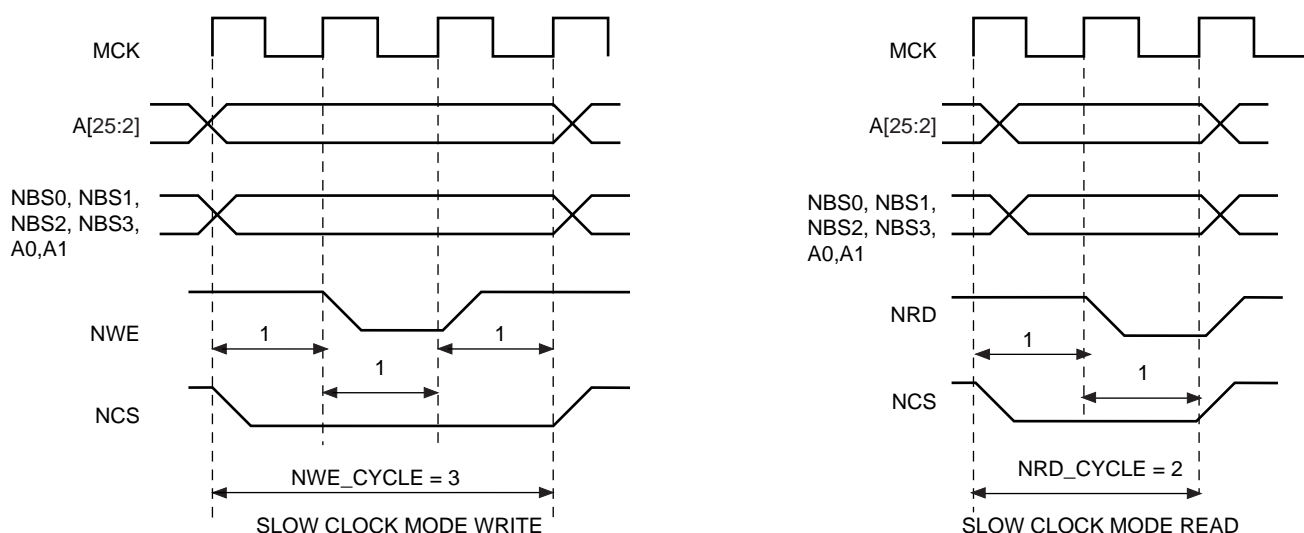 MCK
A[25:2]
NBS0, NBS1,
NBS2, NBS3,
A0,A1
NWE
1
1
1
NCS
NWE_CYCLE = 3
SLOW CLOCK MODE WRITE
MCK
A[25:2]
NBS0, NBS1,
NBS2, NBS3,
A0,A1
NRD
1
1
NCS
NRD_CYCLE = 2
SLOW CLOCK MODE READ